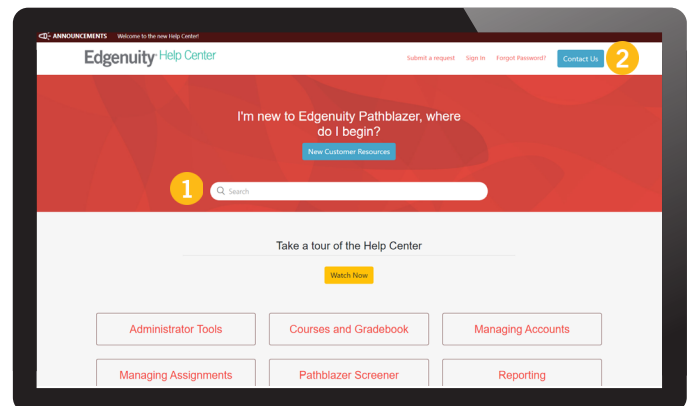 ANNOUNCEMENTS Welcome to the new Help Center!
Edgenuity Help Center
Submit a request Sign In Forgot Password? Contact Us 2
I'm new to Edgenuity Pathblazer, where
do I begin?
New Customer Resources
1 Search
Take a tour of the Help Center
Watch Now
Administrator Tools Courses and Gradebook Managing Accounts
Managing Assignments Pathblazer Screener Reporting